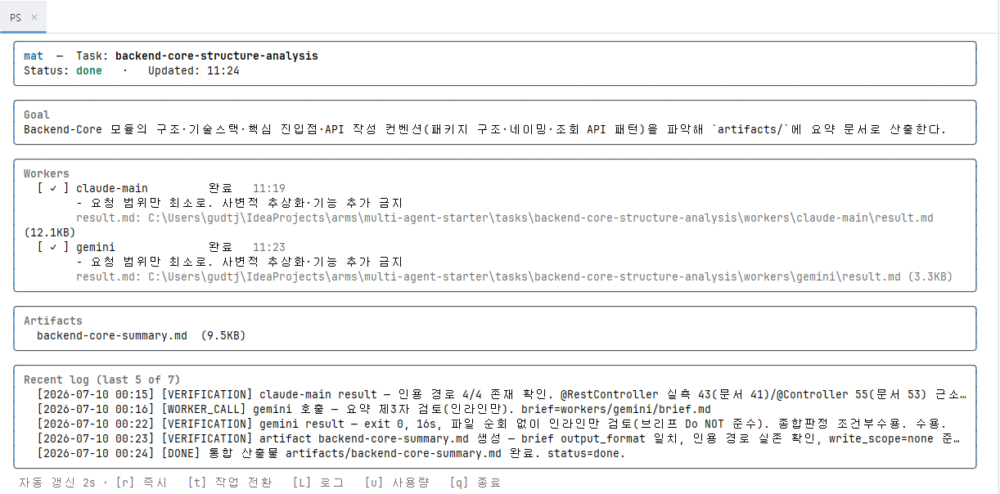 PS ×
mat – Task: backend-core-structure-analysis
Status: done · Updated: 11:24
Goal
Backend-Core 모듈의 구조·기술스택·핵심 진입점·API 작성 컨벤션(패키지 구조·네이밍·조회 API 패턴)을 파악해 `artifacts/`에 요약 문서로 산출한다.
Workers
[ ✓ ] claude-main 완료 11:19
- 요청 범위만 최소로. 사변적 추상화·기능 추가 금지
result.md: C:\Users\gudtj\IdeaProjects\arms\multi-agent-starter\tasks\backend-core-structure-analysis\workers\claude-main\result.md
(12.1KB)
[ ✓ ] gemini 완료 11:23
- 요청 범위만 최소로. 사변적 추상화·기능 추가 금지
result.md: C:\Users\gudtj\IdeaProjects\arms\multi-agent-starter\tasks\backend-core-structure-analysis\workers\gemini\result.md (3.3KB)
Artifacts
backend-core-summary.md (9.5KB)
Recent log (last 5 of 7)
[2026-07-10 00:15] [VERIFICATION] claude-main result — 인용 경로 4/4 존재 확인. @RestController 실측 43(문서 41)/@Controller 55(문서 53) 근소…
[2026-07-10 00:16] [WORKER_CALL] gemini 호출 — 요약 제3자 검토(인라인만). brief=workers/gemini/brief.md
[2026-07-10 00:22] [VERIFICATION] gemini result — exit 0, 16s, 파일 순회 없이 인라인만 검토(브리프 Do NOT 준수). 종합판정 조건부수용. 수용.
[2026-07-10 00:23] [VERIFICATION] artifact backend-core-summary.md 생성 — brief output_format 일치, 인용 경로 실존 확인, write_scope=none 준…
[2026-07-10 00:24] [DONE] 통합 산출물 artifacts/backend-core-summary.md 완료. status=done.
자동 갱신 2s · [r] 즉시 [t] 작업 전환 [L] 로그 [u] 사용량 [q] 종료